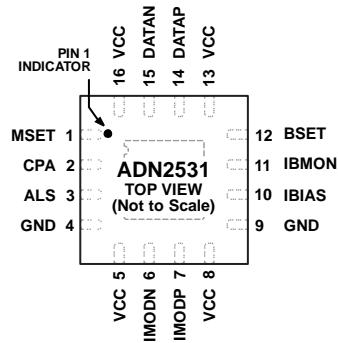 PIN 1
INDICATOR
16 VCC
15 DATAN
14 DATAP
13 VCC
MSET 1
CPA 2
ALS 3
GND 4
ADN2531
TOP VIEW
(Not to Scale)
12 BSET
11 IBMON
10 IBIAS
9 GND
VCC 5
IMODN 6
IMODP 7
VCC 8